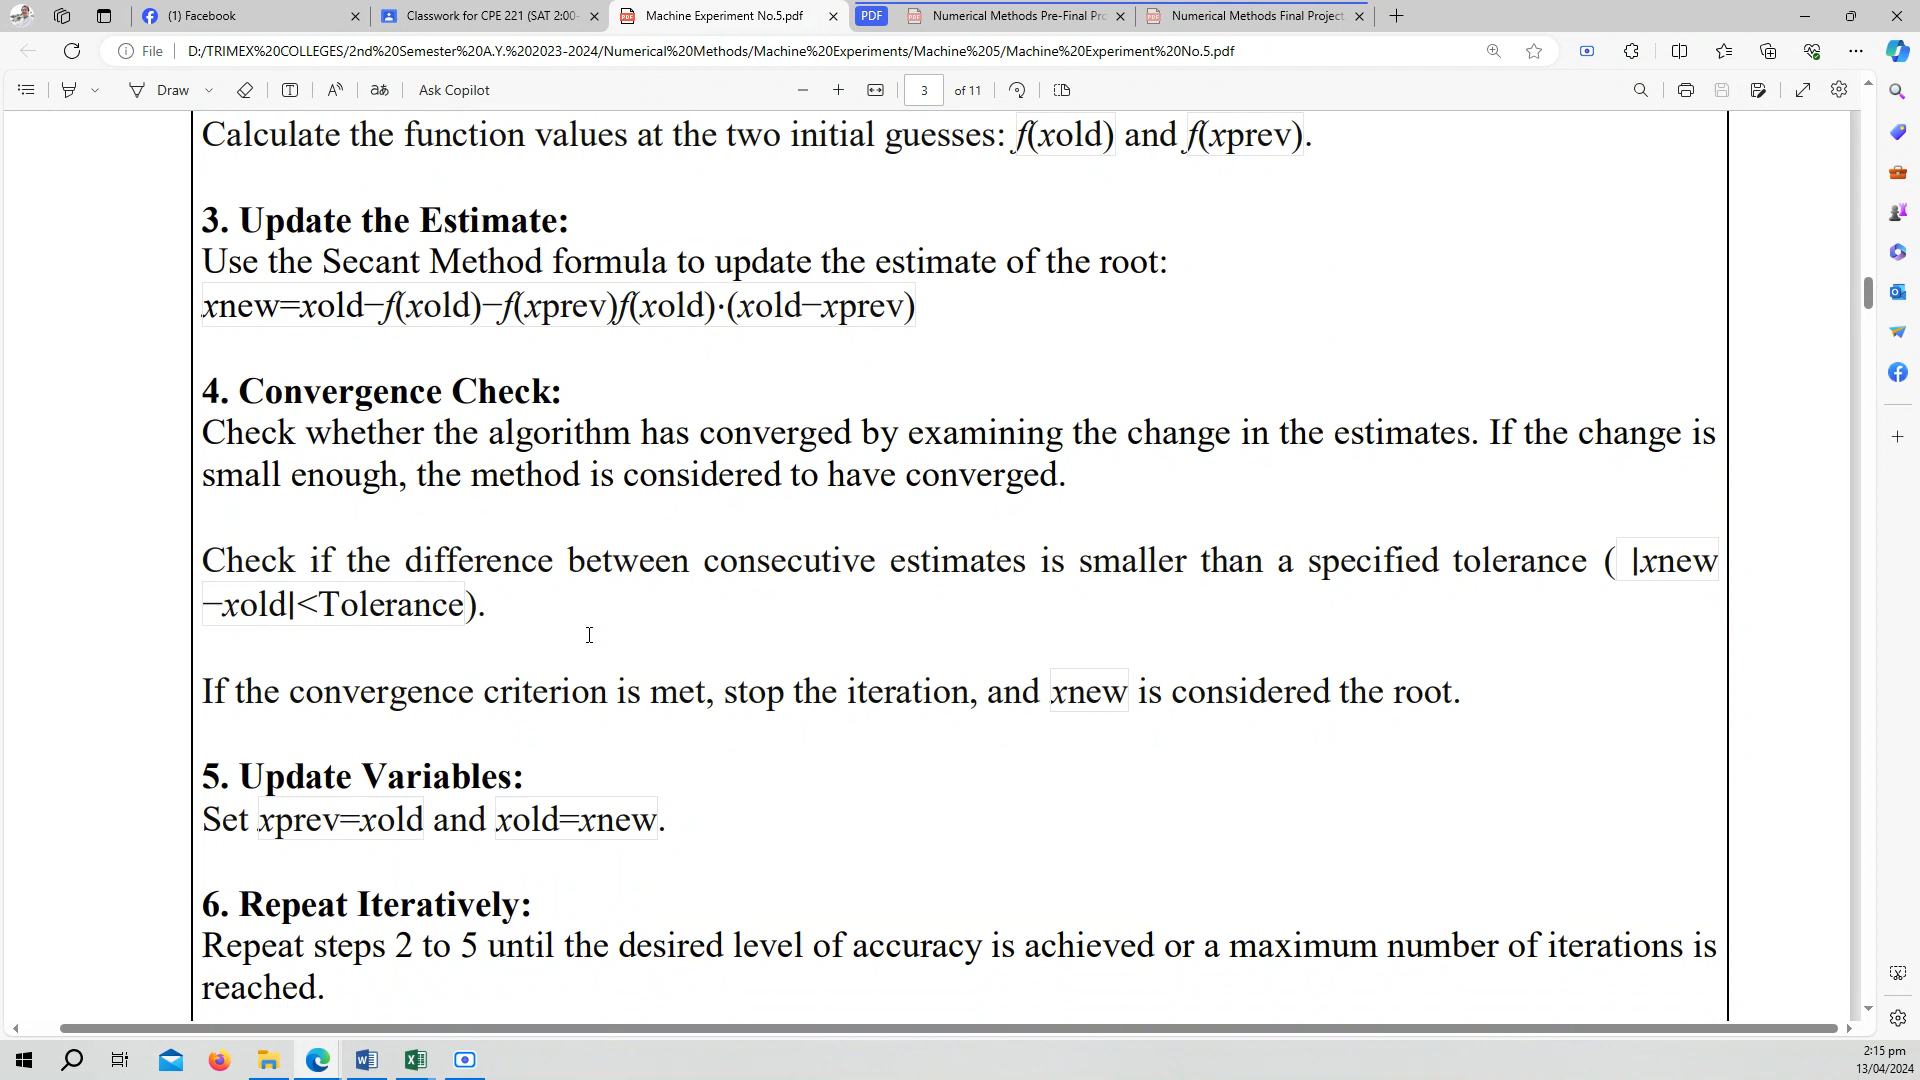 (1) Facebook
Classwork for CPE 221 (SAT 2:00-
Machine Experiment No.5.pdf
PDF
Numerical Methods Pre-Final Pro
Numerical Methods Final Project
File
D:/TRIMEX%20COLLEGES/2nd%20Semester%20A.Y.%202023-2024/Numerical%20Methods/Machine%20Experiments/Machine%205/Machine%20Experiment%20No.5.pdf
Draw
Ask Copilot
3 of 11
Calculate the function values at the two initial guesses: f(xold) and f(xprev).
3. Update the Estimate:
Use the Secant Method formula to update the estimate of the root:
xnew=xold−f(xold)−f(xprev)f(xold)·(xold−xprev)
4. Convergence Check:
Check whether the algorithm has converged by examining the change in the estimates. If the change is
small enough, the method is considered to have converged.
Check if the difference between consecutive estimates is smaller than a specified tolerance ( |xnew
−xold|<Tolerance).
If the convergence criterion is met, stop the iteration, and xnew is considered the root.
5. Update Variables:
Set xprev=xold and xold=xnew.
6. Repeat Iteratively:
Repeat steps 2 to 5 until the desired level of accuracy is achieved or a maximum number of iterations is
reached.
2:15 pm
13/04/2024